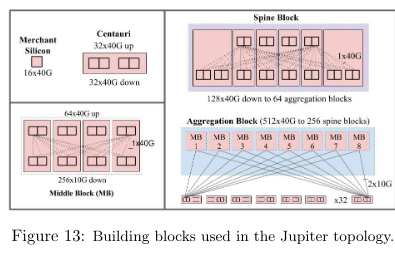 Merchant
Silicon
16x40G
Centauri
32x40G up
32x40G down
64x40G up
1x40G
256x10G down
Middle Block (MB)
Spine Block
1x40G
128x40G down to 64 aggregation blocks
Aggregation Block (512x40G to 256 spine blocks)
MB MB MB MB MB MB MB MB
1 2 3 4 5 6 7 8
2x10G
x32
Figure 13: Building blocks used in the Jupiter topology.